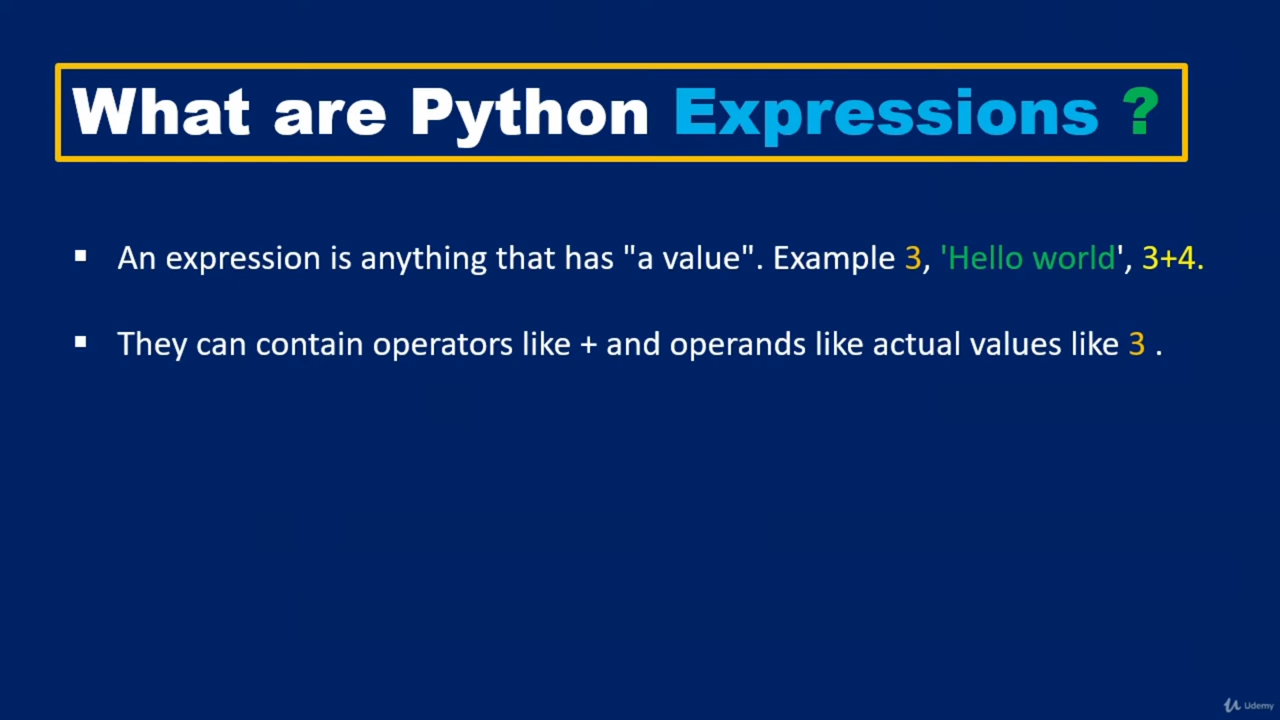 What are Python Expressions ?
▪ An expression is anything that has "a value". Example 3, 'Hello world', 3+4.
▪ They can contain operators like + and operands like actual values like 3 .
Udemy